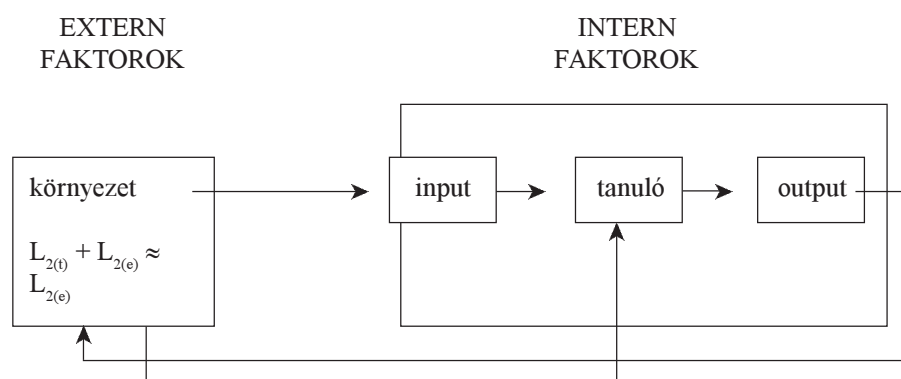 EXTERN
FAKTOROK
INTERN
FAKTOROK
környezet
L₂₍ₜ₎ + L₂₍ₑ₎ ≈
L₂₍ₑ₎
input
tanuló
output